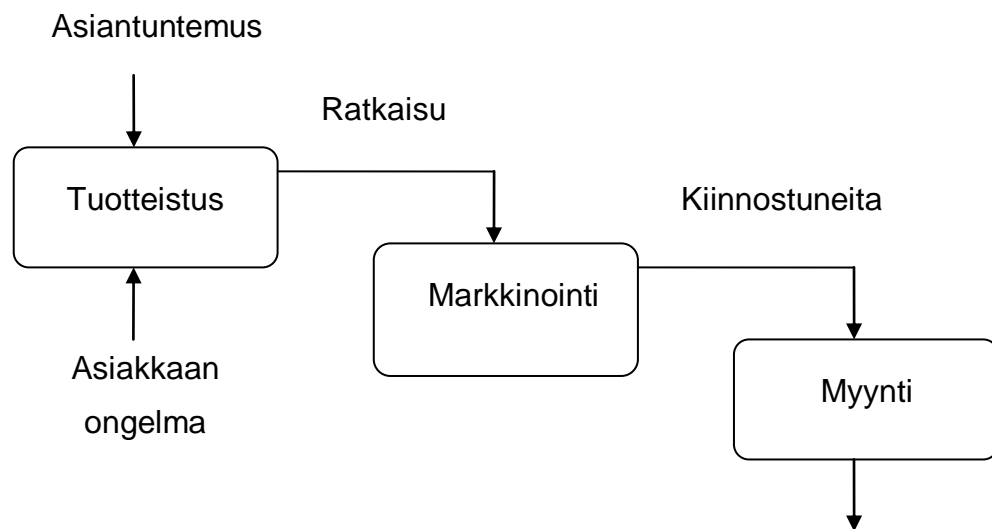 Asiantuntemus
Ratkaisu
Tuotteistus
Kiinnostuneita
Markkinointi
Asiakkaan
ongelma
Myynti